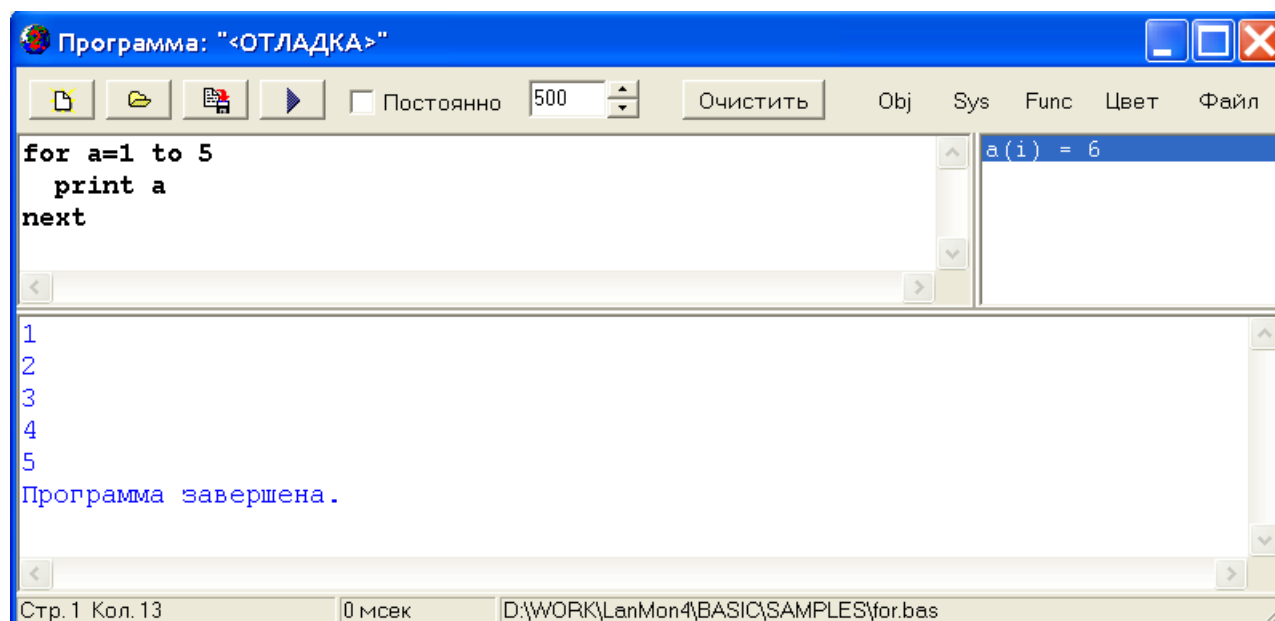 Программа: "<ОТЛАДКА>"
Постоянно 500 Очистить Obj Sys Func Цвет Файл
for a=1 to 5
print a
next
a(i) = 6
1
2
3
4
5
Программа завершена.
Стр. 1 Кол. 13 0 мсек D:\WORK\LanMon4\BASIC\SAMPLES\for.bas